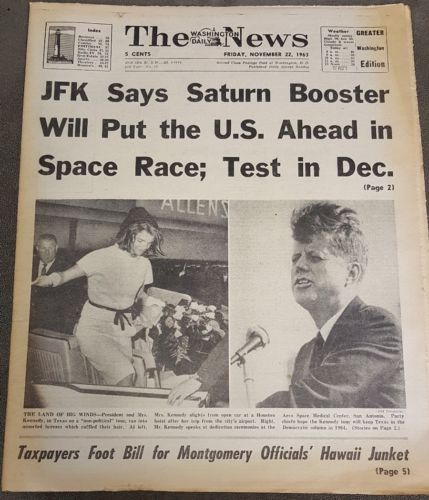 Index
The News
WASHINGTON DAILY
5 CENTS
FRIDAY, NOVEMBER 22, 1963
Weather
GREATER
Washington
Edition
JFK Says Saturn Booster
Will Put the U.S. Ahead in
Space Race; Test in Dec.
(Page 2)
ALLENS
THE LAND OF BIG WINDS—President and Mrs.
Kennedy, in Texas on a "non-political" tour, ran into
assorted breezes which ruffled their hair. At left,
Mrs. Kennedy alights from open car at a Houston
hotel after her trip from the city's airport. Right,
Mr. Kennedy speaks at dedication ceremonies at the
Aero Space Medical Center, San Antonio. Party
chiefs hope the Kennedy tour will keep Texas in the
Democratic column in 1964. (Stories on Page 2.)
Taxpayers Foot Bill for Montgomery Officials' Hawaii Junket
(Page 5)